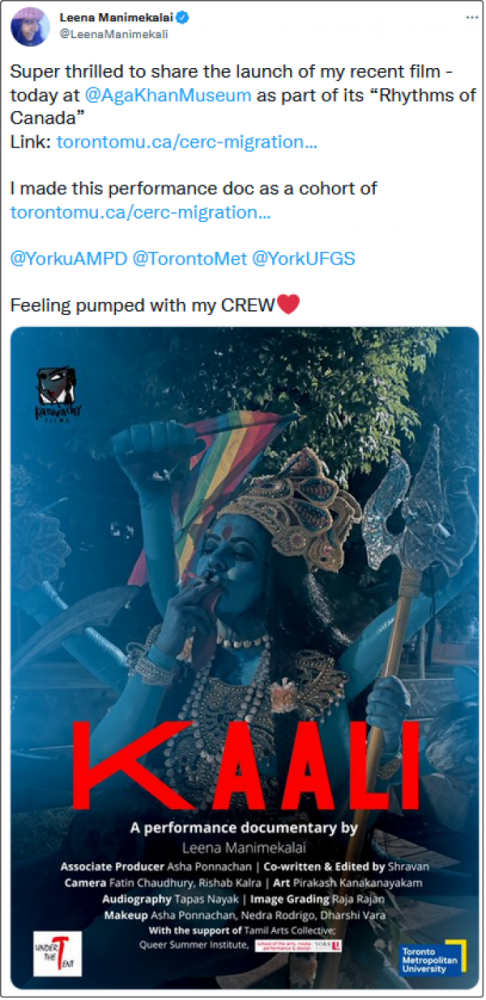 Leena Manimekalai
@LeenaManimekali
Super thrilled to share the launch of my recent film -
today at @AgaKhanMuseum as part of its “Rhythms of
Canada”
Link: torontomu.ca/cerc-migration…
I made this performance doc as a cohort of
torontomu.ca/cerc-migration…
@YorkuAMPD @TorontoMet @YorkUFGS
Feeling pumped with my CREW❤️
Karuvachy
FILMS
KAALI
A performance documentary by
Leena Manimekalai
Associate Producer Asha Ponnachan | Co-written & Edited by Shravan
Camera Fatin Chaudhury, Rishab Kalra | Art Pirakash Kanakanayakam
Audiography Tapas Nayak | Image Grading Raja Rajan
Makeup Asha Ponnachan, Nedra Rodrigo, Dharshi Vara
With the support of Tamil Arts Collective;
Queer Summer Institute,
school of the arts, media
performance & design
YORK U
UNDER
THE
TENT
Toronto
Metropolitan
University